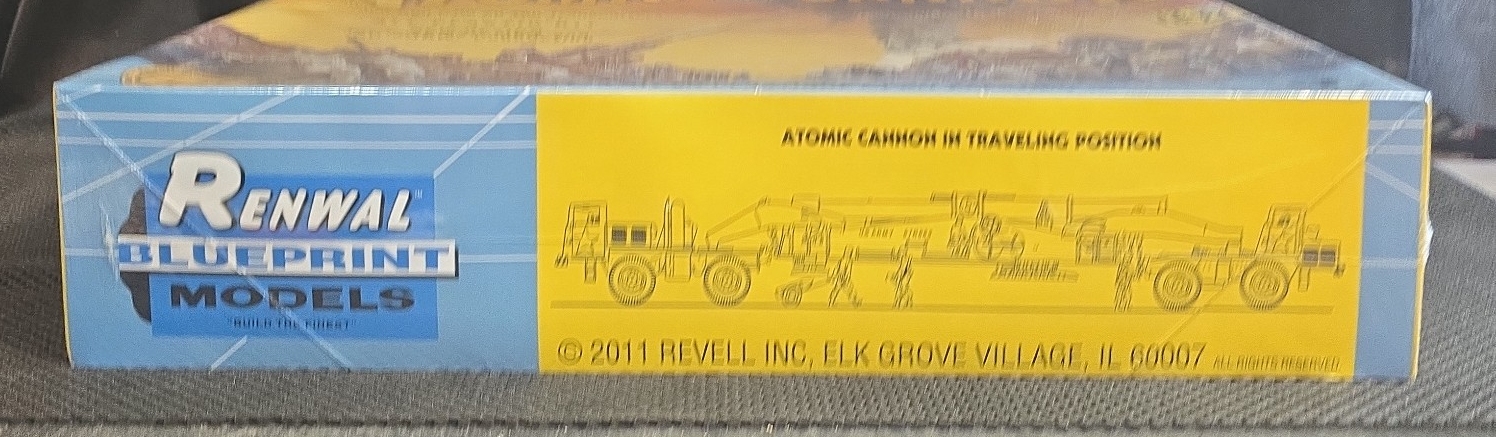 RENWAL
BLUEPRINT
MODELS
"BUILD THE FINEST"
ATOMIC CANNON IN TRAVELING POSITION
© 2011 REVELL INC, ELK GROVE VILLAGE, IL 60007 ALL RIGHTS RESERVED